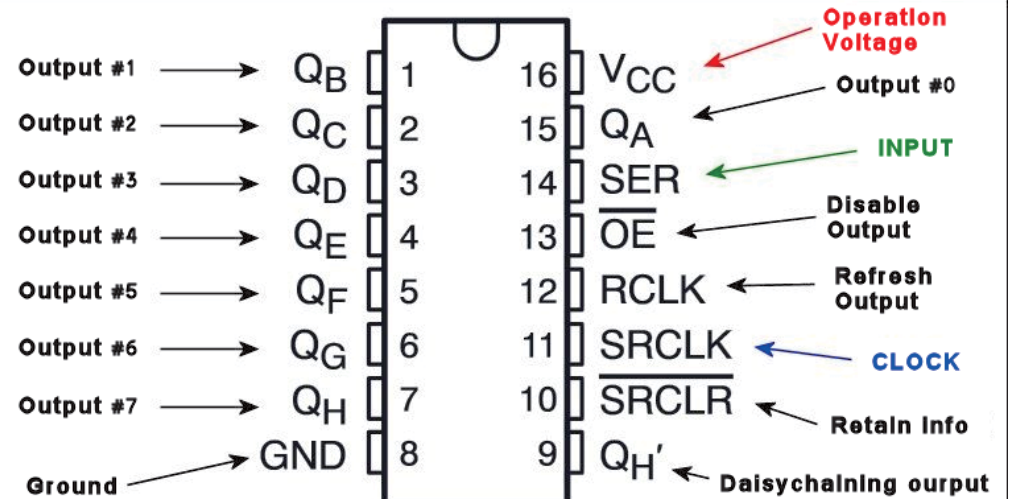 Output #1 QB 1 16 VCC Operation Voltage
Output #2 QC 2 15 QA Output #0
Output #3 QD 3 14 SER INPUT
Output #4 QE 4 13 O̅E̅ Disable Output
Output #5 QF 5 12 RCLK Refresh Output
Output #6 QG 6 11 SRCLK CLOCK
Output #7 QH 7 10 S̅R̅C̅L̅R̅ Retain Info
Ground GND 8 9 QH′ Daisychaining ourput